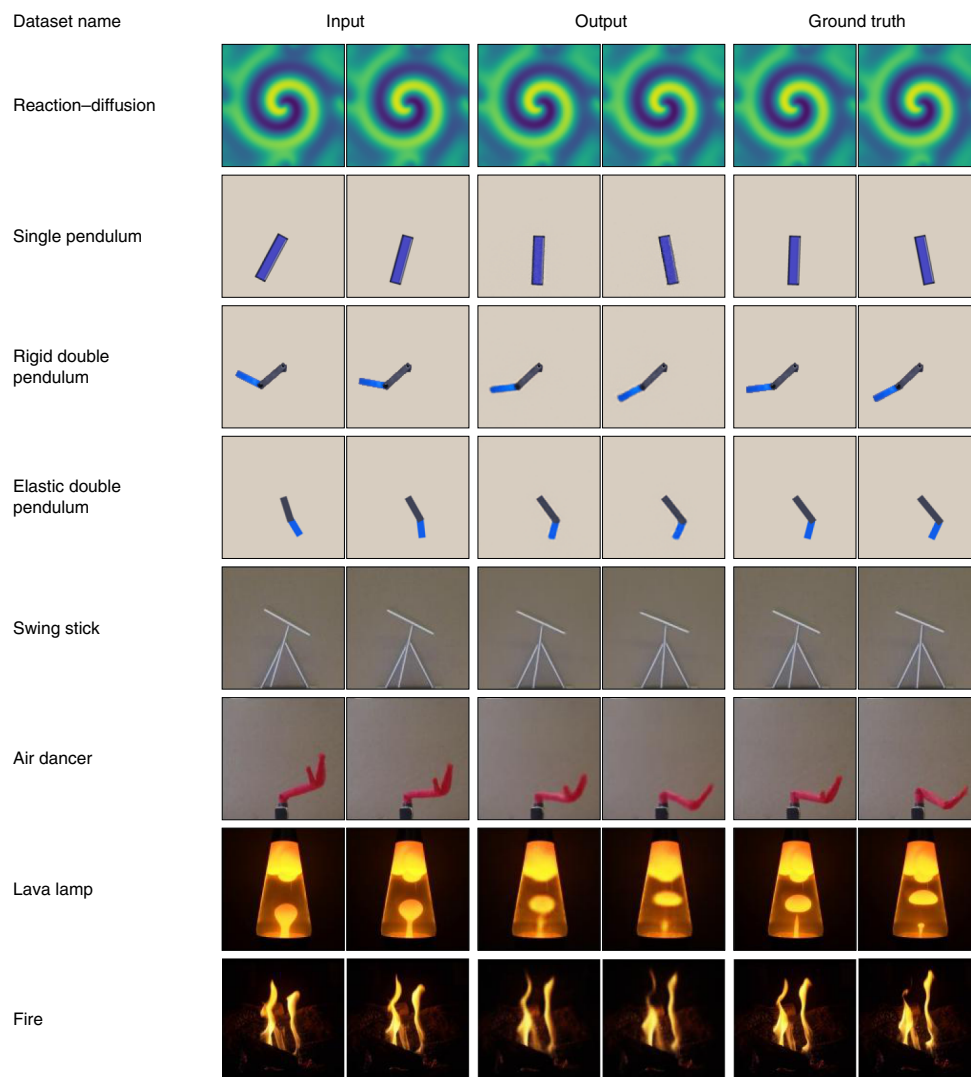 Dataset name Input Output Ground truth
Reaction–diffusion
Single pendulum
Rigid double
pendulum
Elastic double
pendulum
Swing stick
Air dancer
Lava lamp
Fire